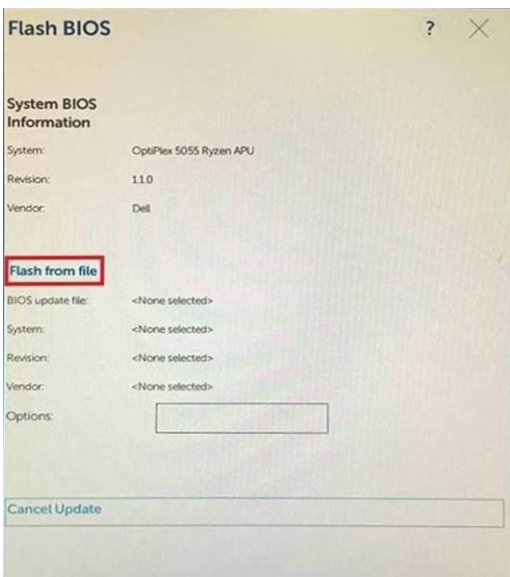 Flash BIOS
?
System BIOS
Information
System: OptiPlex 5055 Ryzen APU
Revision: 1.1.0
Vendor: Dell
Flash from file
BIOS update file: <None selected>
System: <None selected>
Revision: <None selected>
Vendor: <None selected>
Options:
Cancel Update